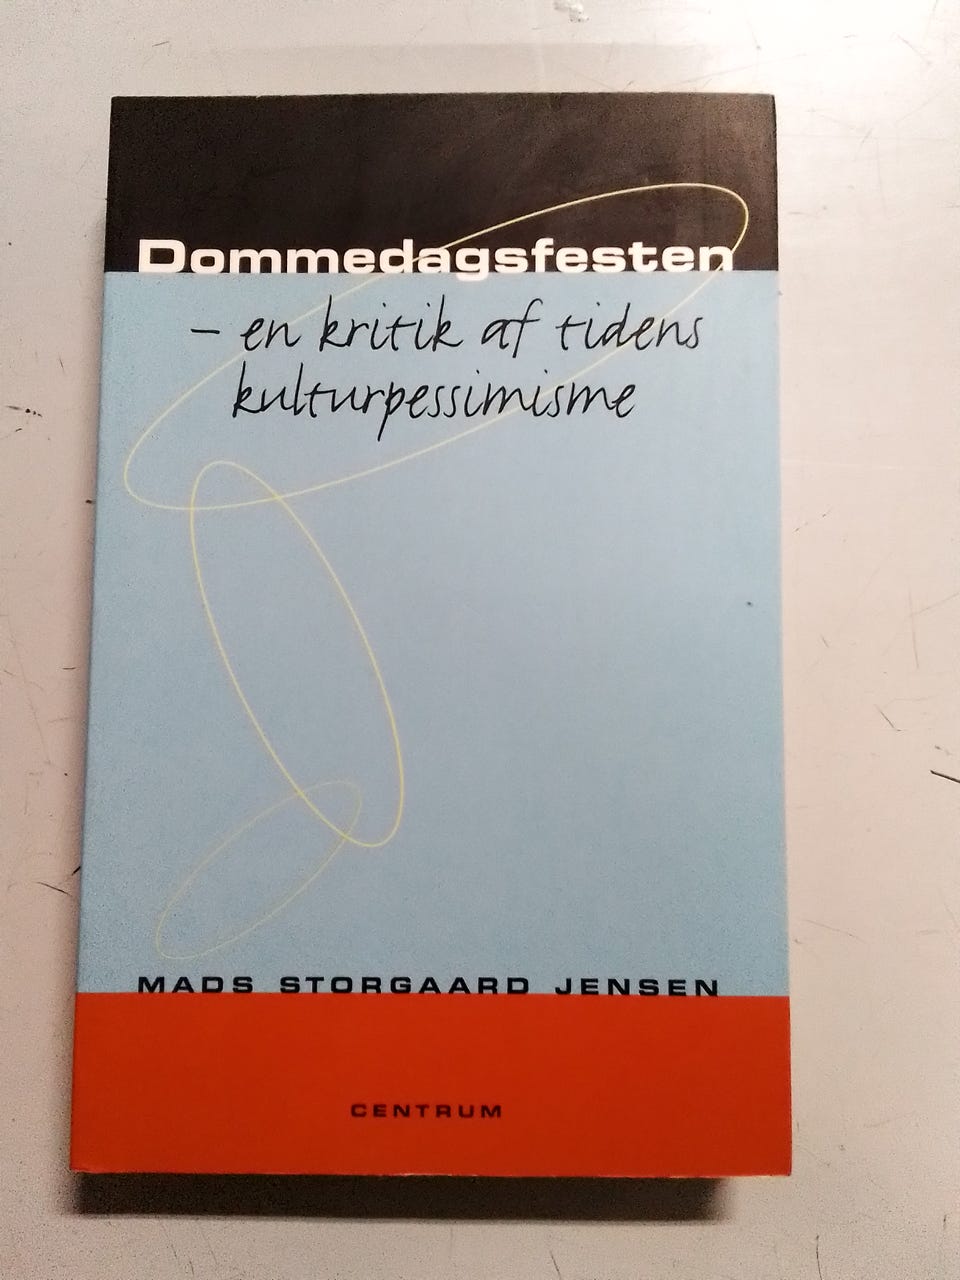 Dommedagsfesten
– en kritik af tidens
kulturpessimisme
MADS STORGAARD JENSEN
CENTRUM